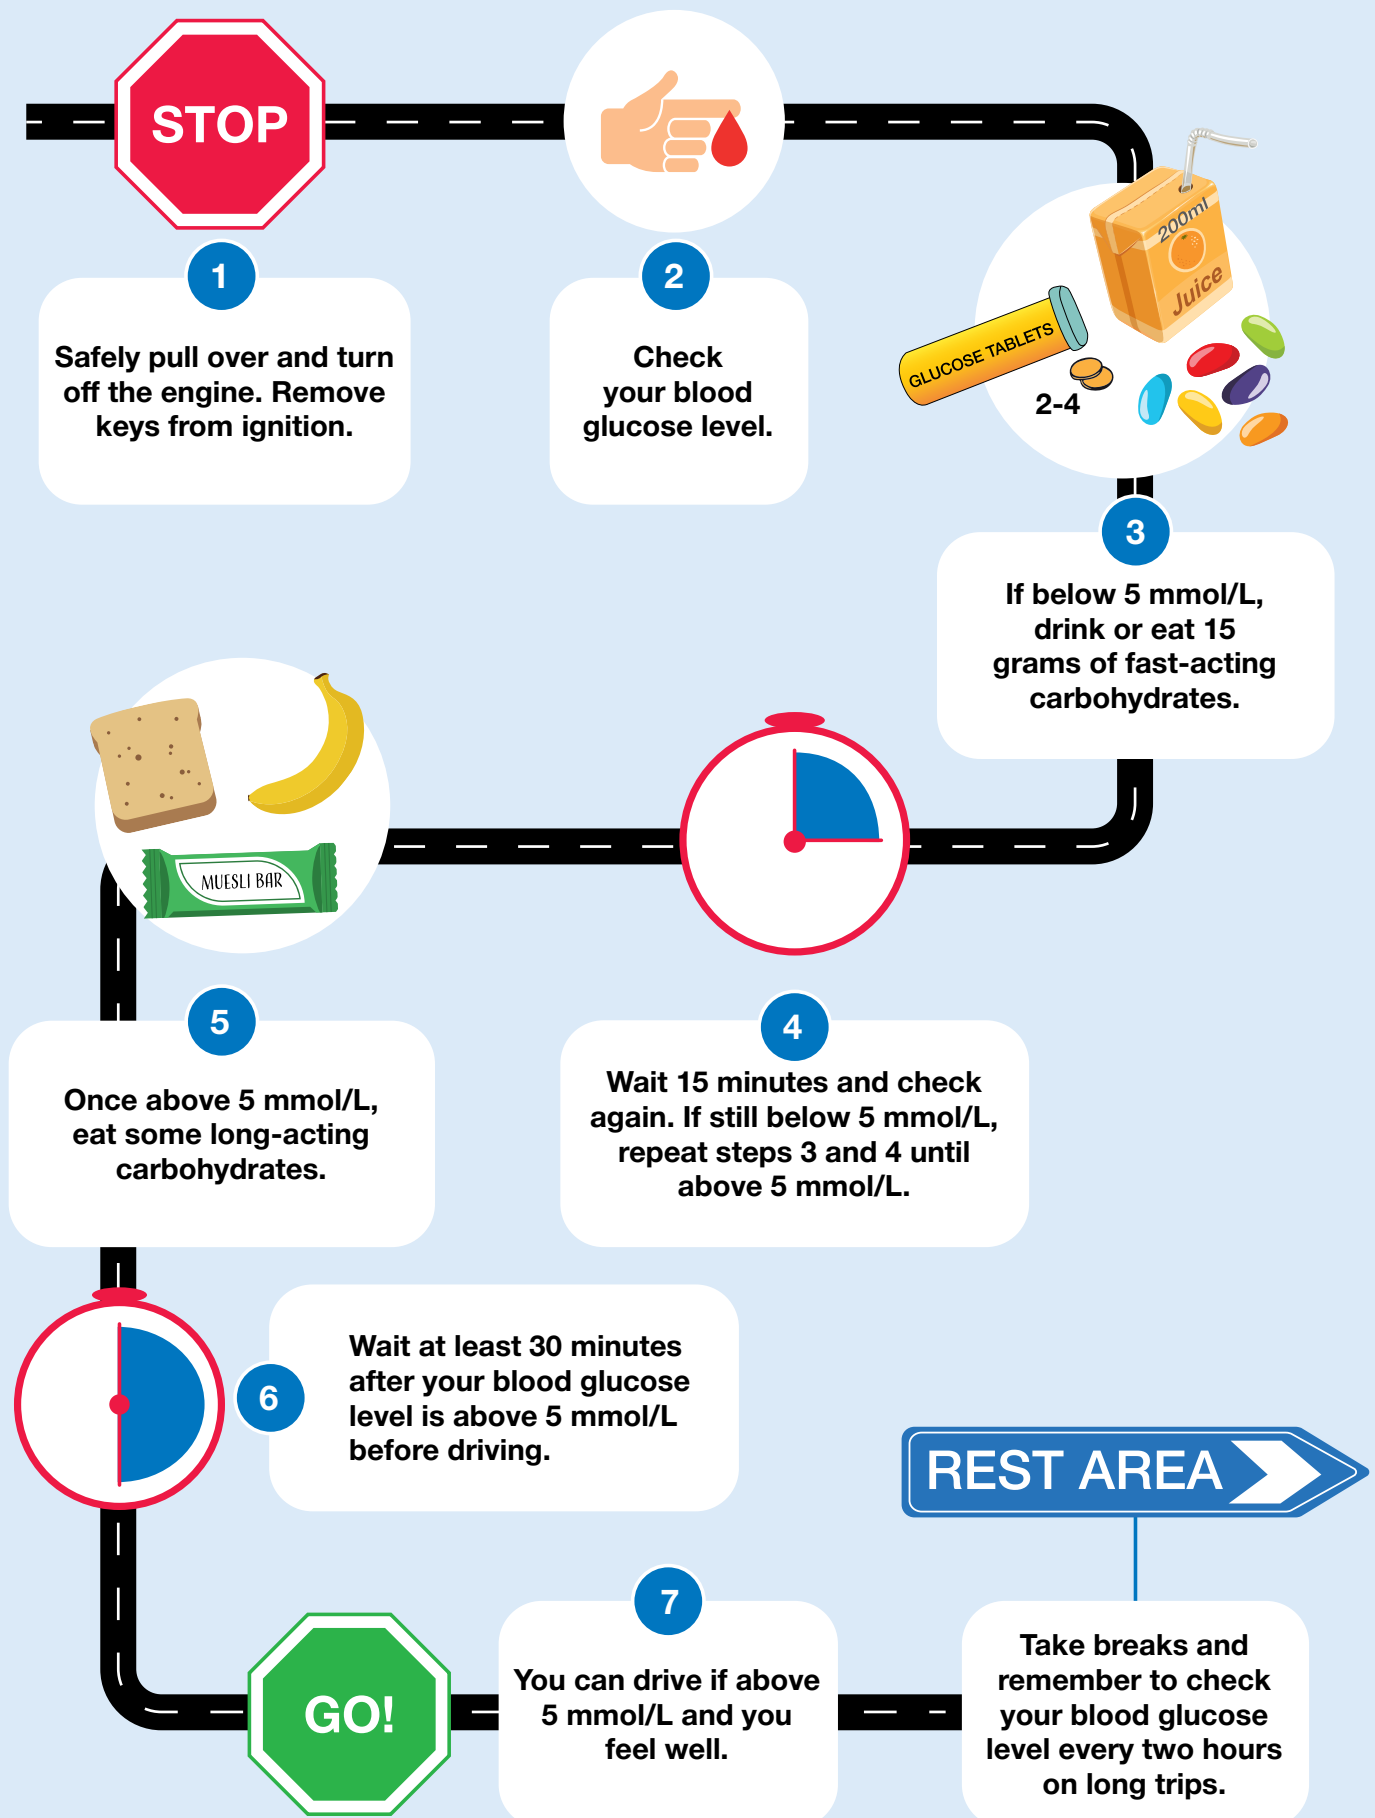 STOP
1
Safely pull over and turn
off the engine. Remove
keys from ignition.
2
Check
your blood
glucose level.
200ml
Juice
GLUCOSE TABLETS
2-4
3
If below 5 mmol/L,
drink or eat 15
grams of fast-acting
carbohydrates.
4
Wait 15 minutes and check
again. If still below 5 mmol/L,
repeat steps 3 and 4 until
above 5 mmol/L.
MUESLI BAR
5
Once above 5 mmol/L,
eat some long-acting
carbohydrates.
6
Wait at least 30 minutes
after your blood glucose
level is above 5 mmol/L
before driving.
GO!
7
You can drive if above
5 mmol/L and you
feel well.
REST AREA
Take breaks and
remember to check
your blood glucose
level every two hours
on long trips.